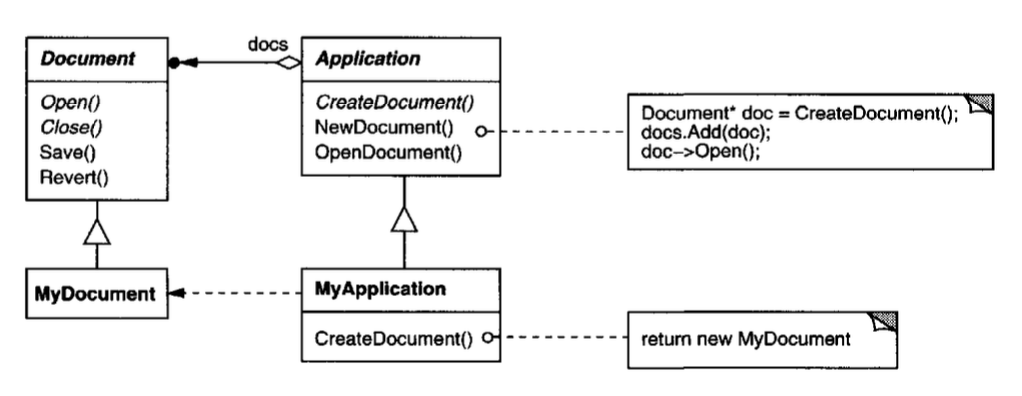 docs
Document
Open()
Close()
Save()
Revert()
Application
CreateDocument()
NewDocument()
OpenDocument()
Document* doc = CreateDocument();
docs.Add(doc);
doc–>Open();
MyDocument
MyApplication
CreateDocument()
return new MyDocument